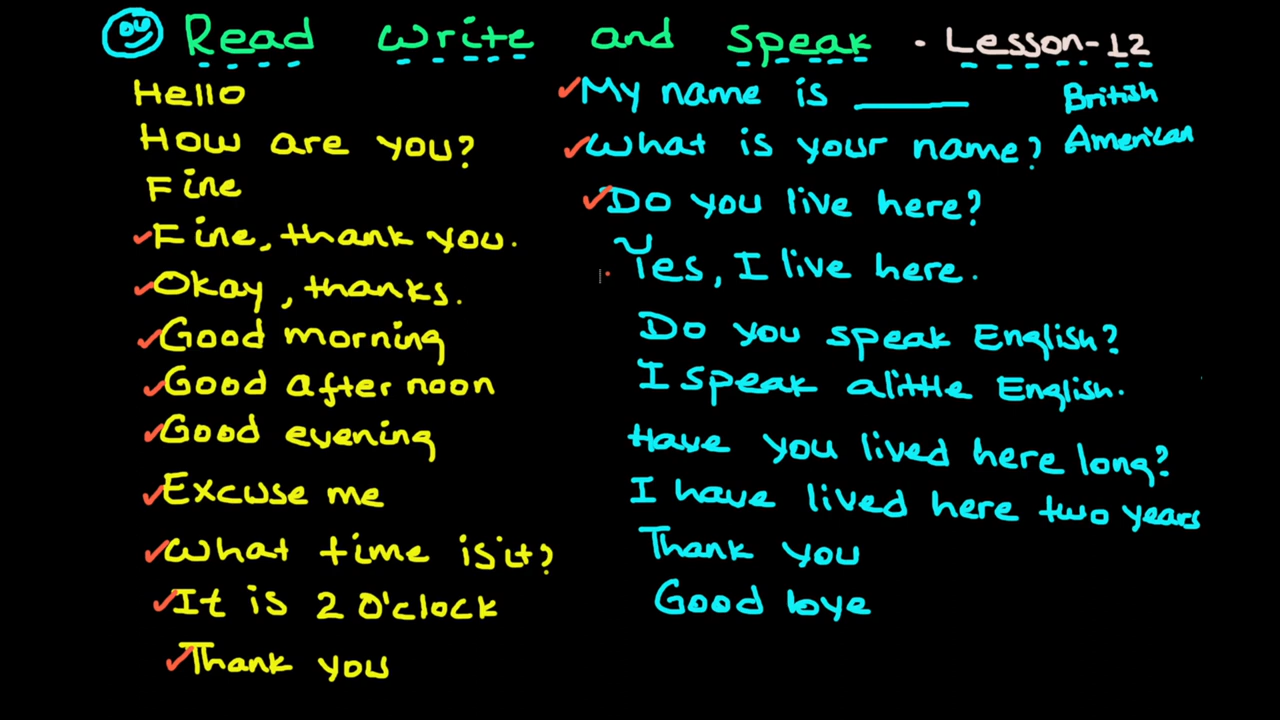 Read write and speak . Lesson-12
Hello
How are you?
Fine
Fine, thank you.
Okay, thanks.
Good morning
Good after noon
Good evening
Excuse me
What time is it?
It is 2 O'clock
Thank you
My name is ______
What is your name?
Do you live here?
Yes, I live here.
Do you speak English?
I speak alittle English.
Have you lived here long?
I have lived here two years
Thank you
Good bye
British
American